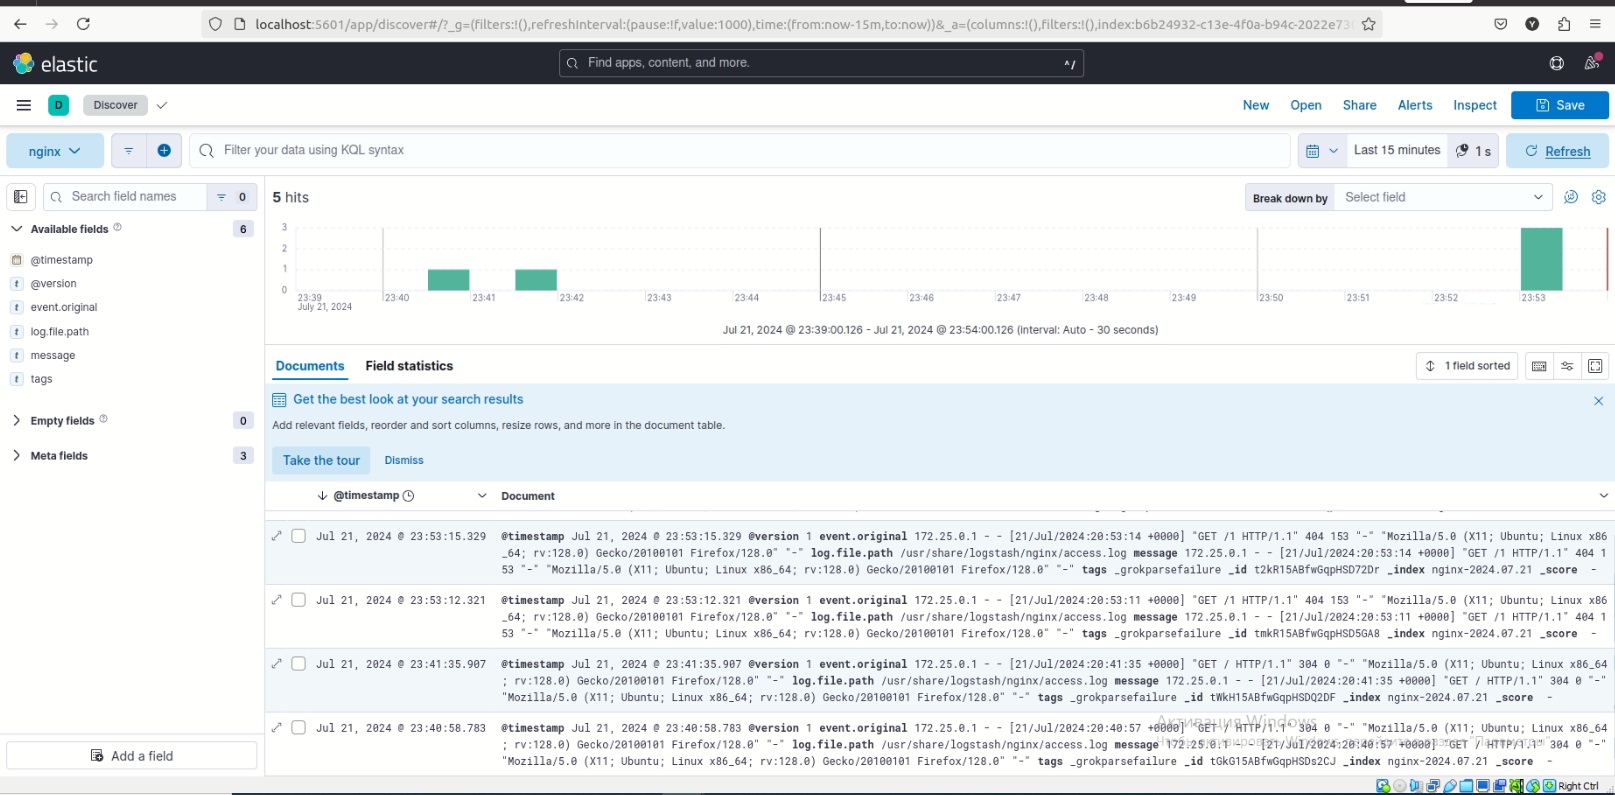 localhost:5601/app/discover#/?_g=(filters:!(),refreshInterval:(pause:!f,value:1000),time:(from:now-15m,to:now))&_a=(columns:!(),filters:!(),index:b6b24932-c13e-4f0a-b94c-2022e73
elastic
Find apps, content, and more.
^/
D
Discover
New Open Share Alerts Inspect Save
nginx
Filter your data using KQL syntax
Last 15 minutes
1 s
Refresh
Search field names
0
5 hits
Break down by
Select field
Available fields
6
@timestamp
@version
event.original
log.file.path
message
tags
Empty fields
0
Meta fields
3
Add a field
3
2
1
0
23:39 23:40 23:41 23:42 23:43 23:44 23:45 23:46 23:47 23:48 23:49 23:50 23:51 23:52 23:53
July 21, 2024
Jul 21, 2024 @ 23:39:00.126 - Jul 21, 2024 @ 23:54:00.126 (interval: Auto - 30 seconds)
Documents Field statistics
1 field sorted
Get the best look at your search results
Add relevant fields, reorder and sort columns, resize rows, and more in the document table.
Take the tour
Dismiss
@timestamp
Document
Jul 21, 2024 @ 23:53:15.329 @timestamp Jul 21, 2024 @ 23:53:15.329 @version 1 event.original 172.25.0.1 - - [21/Jul/2024:20:53:14 +0000] "GET /1 HTTP/1.1" 404 153 "-" "Mozilla/5.0 (X11; Ubuntu; Linux x86
_64; rv:128.0) Gecko/20100101 Firefox/128.0" "-" log.file.path /usr/share/logstash/nginx/access.log message 172.25.0.1 - - [21/Jul/2024:20:53:14 +0000] "GET /1 HTTP/1.1" 404 1
53 "-" "Mozilla/5.0 (X11; Ubuntu; Linux x86_64; rv:128.0) Gecko/20100101 Firefox/128.0" "-" tags _grokparsefailure _id t2kR15ABfwGqpHSD72Dr _index nginx-2024.07.21 _score -
Jul 21, 2024 @ 23:53:12.321 @timestamp Jul 21, 2024 @ 23:53:12.321 @version 1 event.original 172.25.0.1 - - [21/Jul/2024:20:53:11 +0000] "GET /1 HTTP/1.1" 404 153 "-" "Mozilla/5.0 (X11; Ubuntu; Linux x86
_64; rv:128.0) Gecko/20100101 Firefox/128.0" "-" log.file.path /usr/share/logstash/nginx/access.log message 172.25.0.1 - - [21/Jul/2024:20:53:11 +0000] "GET /1 HTTP/1.1" 404 1
53 "-" "Mozilla/5.0 (X11; Ubuntu; Linux x86_64; rv:128.0) Gecko/20100101 Firefox/128.0" "-" tags _grokparsefailure _id tmkR15ABfwGqpHSD5GA8 _index nginx-2024.07.21 _score -
Jul 21, 2024 @ 23:41:35.907 @timestamp Jul 21, 2024 @ 23:41:35.907 @version 1 event.original 172.25.0.1 - - [21/Jul/2024:20:41:35 +0000] "GET / HTTP/1.1" 304 0 "-" "Mozilla/5.0 (X11; Ubuntu; Linux x86_64
; rv:128.0) Gecko/20100101 Firefox/128.0" "-" log.file.path /usr/share/logstash/nginx/access.log message 172.25.0.1 - - [21/Jul/2024:20:41:35 +0000] "GET / HTTP/1.1" 304 0 "-"
"Mozilla/5.0 (X11; Ubuntu; Linux x86_64; rv:128.0) Gecko/20100101 Firefox/128.0" "-" tags _grokparsefailure _id tWkH15ABfwGqpHSDQ2DF _index nginx-2024.07.21 _score -
Jul 21, 2024 @ 23:40:58.783 @timestamp Jul 21, 2024 @ 23:40:58.783 @version 1 event.original 172.25.0.1 - - [21/Jul/2024:20:40:57 +0000] "GET / HTTP/1.1" 304 0 "-" "Mozilla/5.0 (X11; Ubuntu; Linux x86_64
; rv:128.0) Gecko/20100101 Firefox/128.0" "-" log.file.path /usr/share/logstash/nginx/access.log message 172.25.0.1 - - [21/Jul/2024:20:40:57 +0000] "GET / HTTP/1.1" 304 0 "-"
"Mozilla/5.0 (X11; Ubuntu; Linux x86_64; rv:128.0) Gecko/20100101 Firefox/128.0" "-" tags _grokparsefailure _id tGkG15ABfwGqpHSDs2CJ _index nginx-2024.07.21 _score -
Активация Windows
Right Ctrl